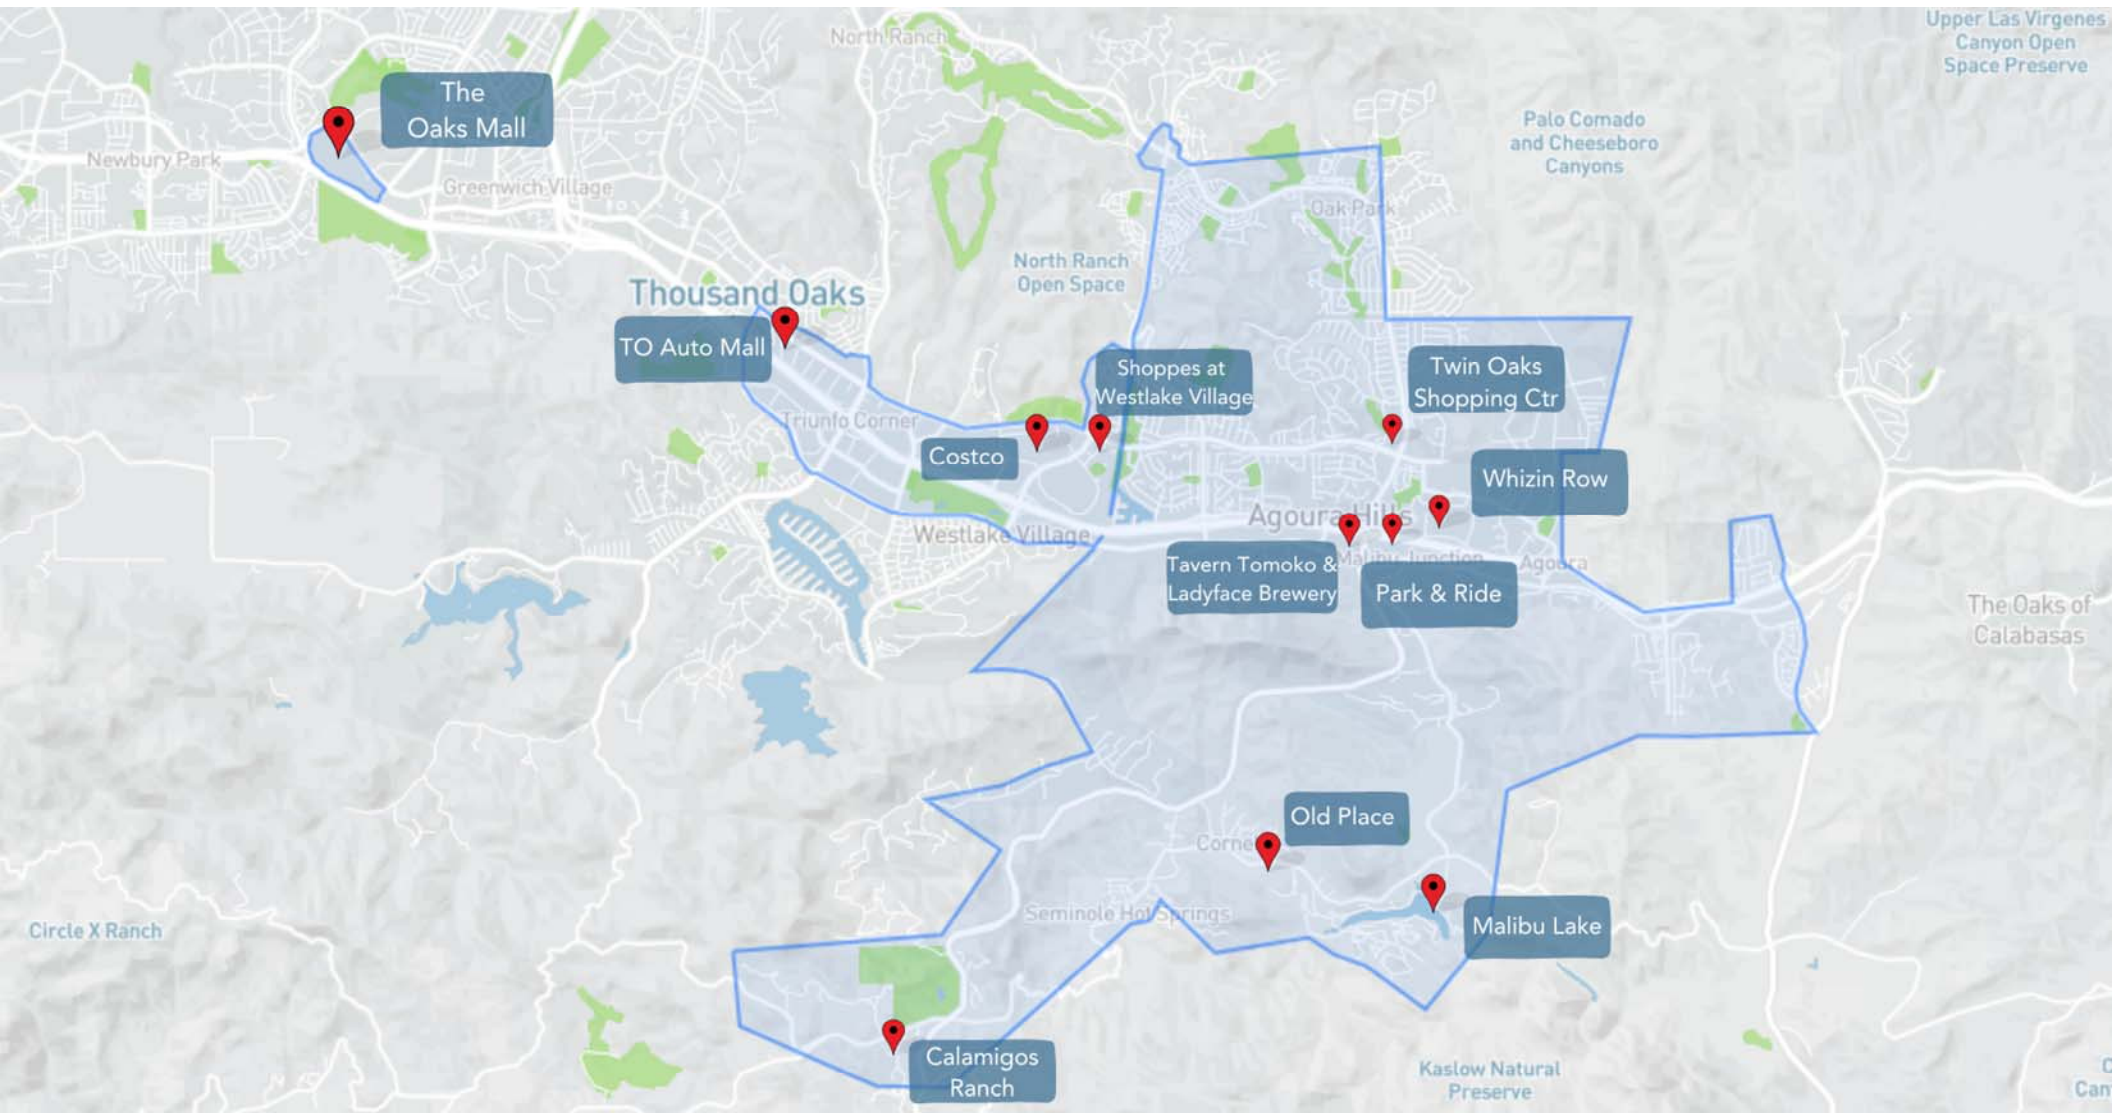 Upper Las Virgenes
Canyon Open
Space Preserve
North Ranch
The
Oaks Mall
Palo Comado
and Cheeseboro
Canyons
Newbury Park
Greenwich Village
Oak Park
North Ranch
Open Space
Thousand Oaks
TO Auto Mall
Shoppes at
Westlake Village
Twin Oaks
Shopping Ctr
Triunfo Corner
Costco
Whizin Row
Agoura Hills
Westlake Village
Malibu Junction
Agoura
Tavern Tomoko &
Ladyface Brewery
Park & Ride
The Oaks of
Calabasas
Old Place
Corne
Seminole Hot Springs
Malibu Lake
Circle X Ranch
Calamigos
Ranch
Kaslow Natural
Preserve